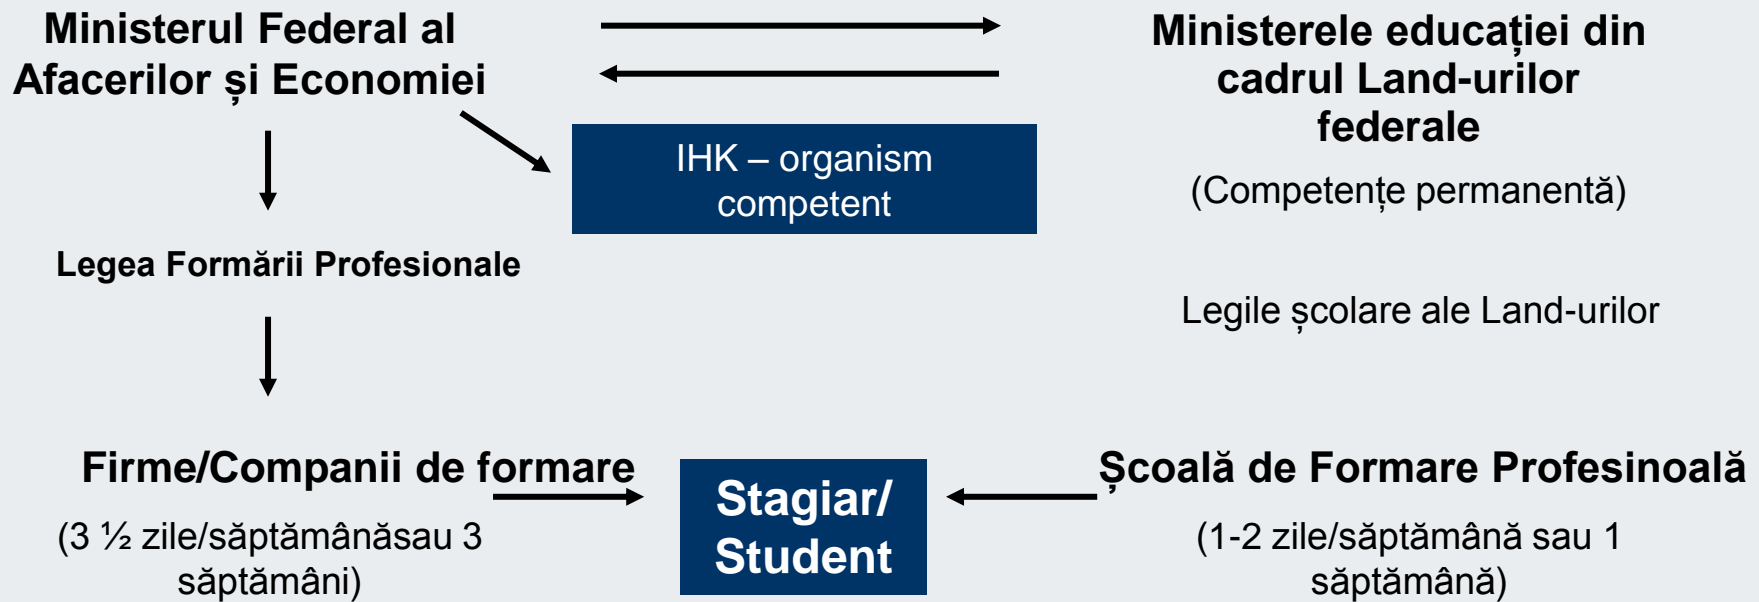 Ministerul Federal al
Afacerilor și Economiei
Ministerele educației din
cadrul Land-urilor
federale
IHK – organism
competent
(Competențe permanentă)
Legea Formării Profesionale
Legile școlare ale Land-urilor
Firme/Companii de formare
(3 ½ zile/săptămânăsau 3
săptămâni)
Stagiar/
Student
Școală de Formare Profesinoală
(1-2 zile/săptămână sau 1
săptămână)